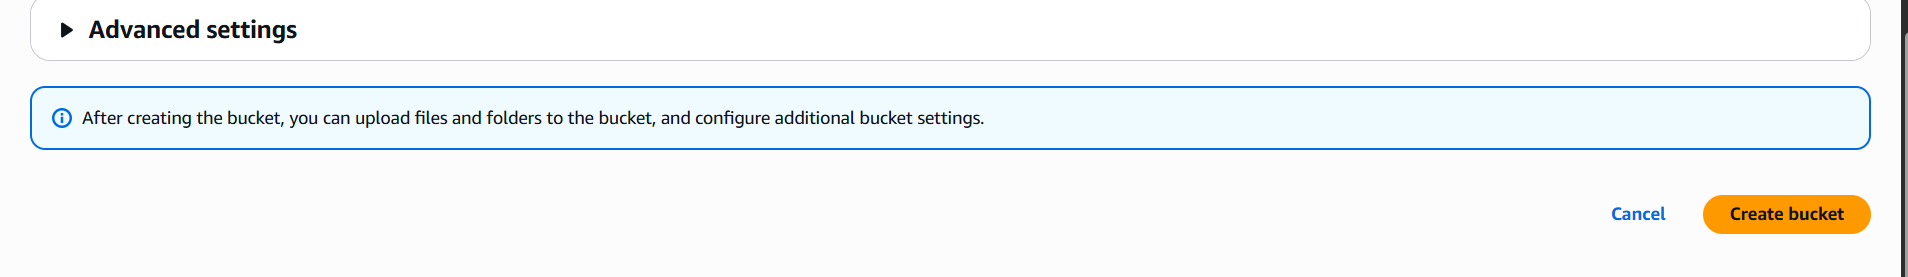 Advanced settings
After creating the bucket, you can upload files and folders to the bucket, and configure additional bucket settings.
Cancel
Create bucket